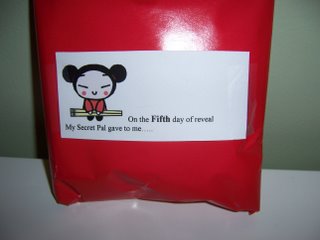 On the Fifth day of reveal
My Secret Pal gave to me.....